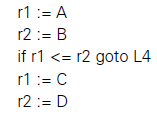 r1 := A
r2 := B
if r1 <= r2 goto L4
r1 := C
r2 := D